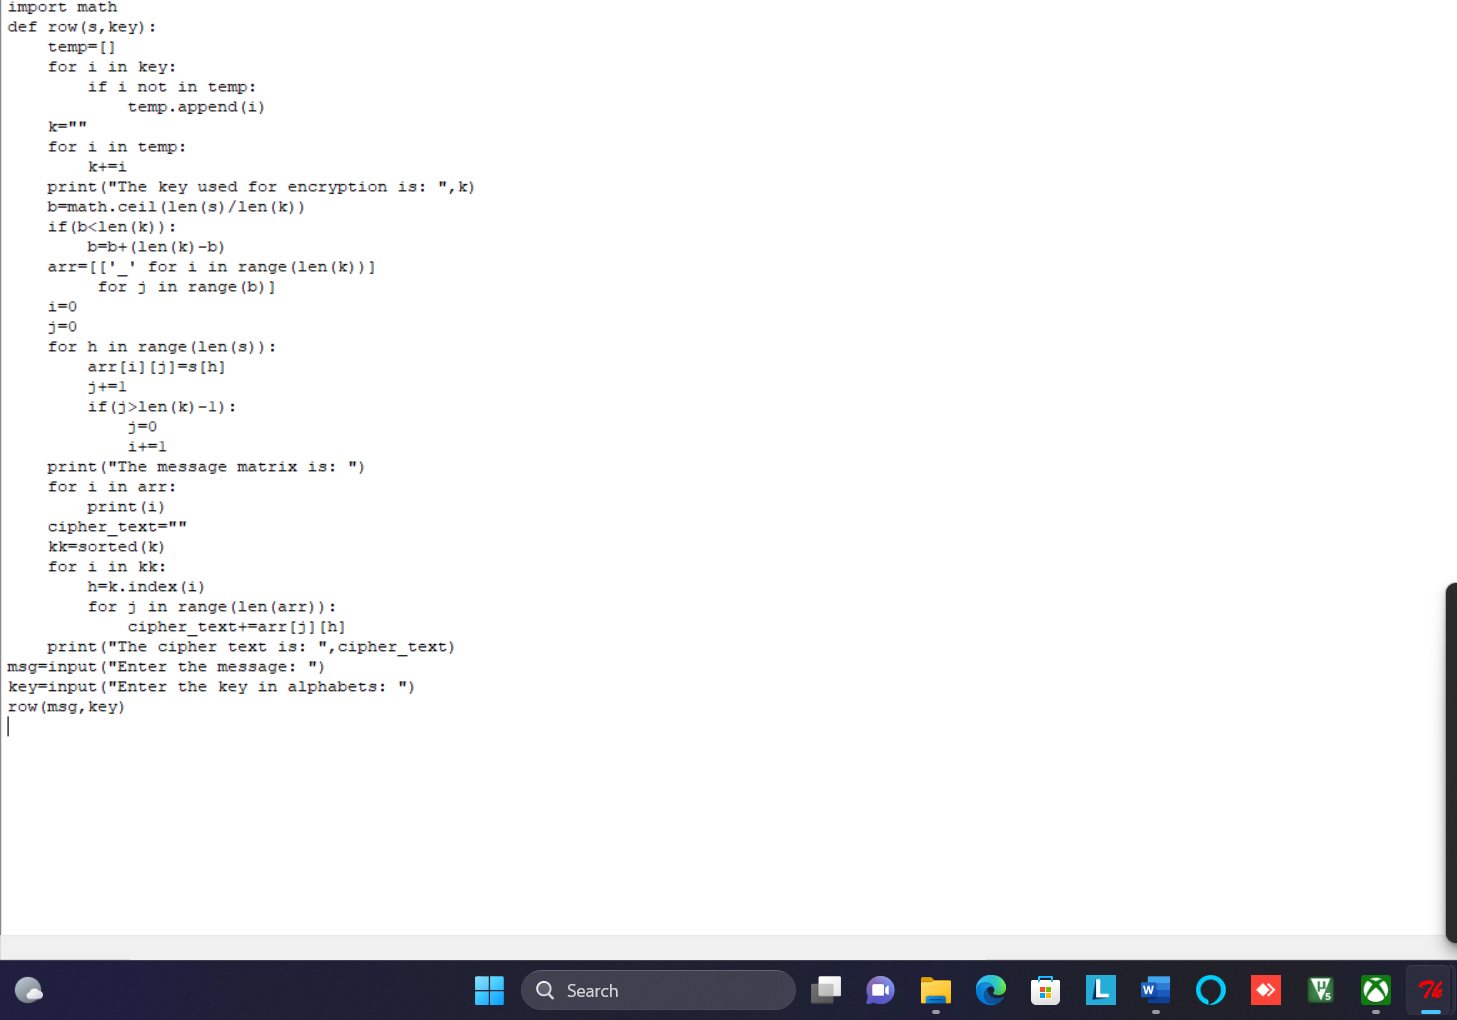 import math
def row(s,key):
    temp=[]
    for i in key:
        if i not in temp:
            temp.append(i)
    k=""
    for i in temp:
        k+=i
    print("The key used for encryption is: ",k)
    b=math.ceil(len(s)/len(k))
    if(b<len(k)):
        b=b+(len(k)-b)
    arr=[['_' for i in range(len(k))]
         for j in range(b)]
    i=0
    j=0
    for h in range(len(s)):
        arr[i][j]=s[h]
        j+=1
        if(j>len(k)-1):
            j=0
            i+=1
    print("The message matrix is: ")
    for i in arr:
        print(i)
    cipher_text=""
    kk=sorted(k)
    for i in kk:
        h=k.index(i)
        for j in range(len(arr)):
            cipher_text+=arr[j][h]
    print("The cipher text is: ",cipher_text)
msg=input("Enter the message: ")
key=input("Enter the key in alphabets: ")
row(msg,key)
Search